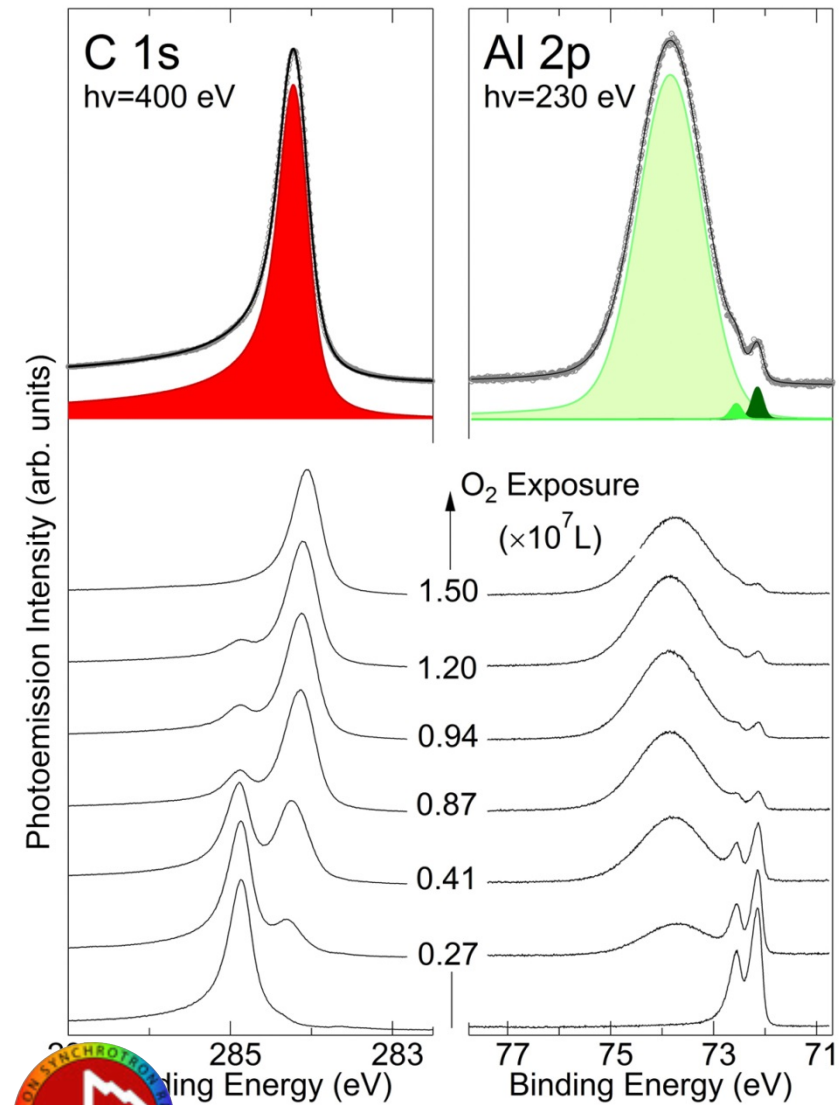 C 1s
hv=400 eV
Al 2p
hv=230 eV
Photoemission Intensity (arb. units)
O₂ Exposure
(×10⁷L)
1.50
1.20
0.94
0.87
0.41
0.27
285
283
77
75
73
71
Energy (eV)
Binding Energy (eV)
SYNCHROTRON